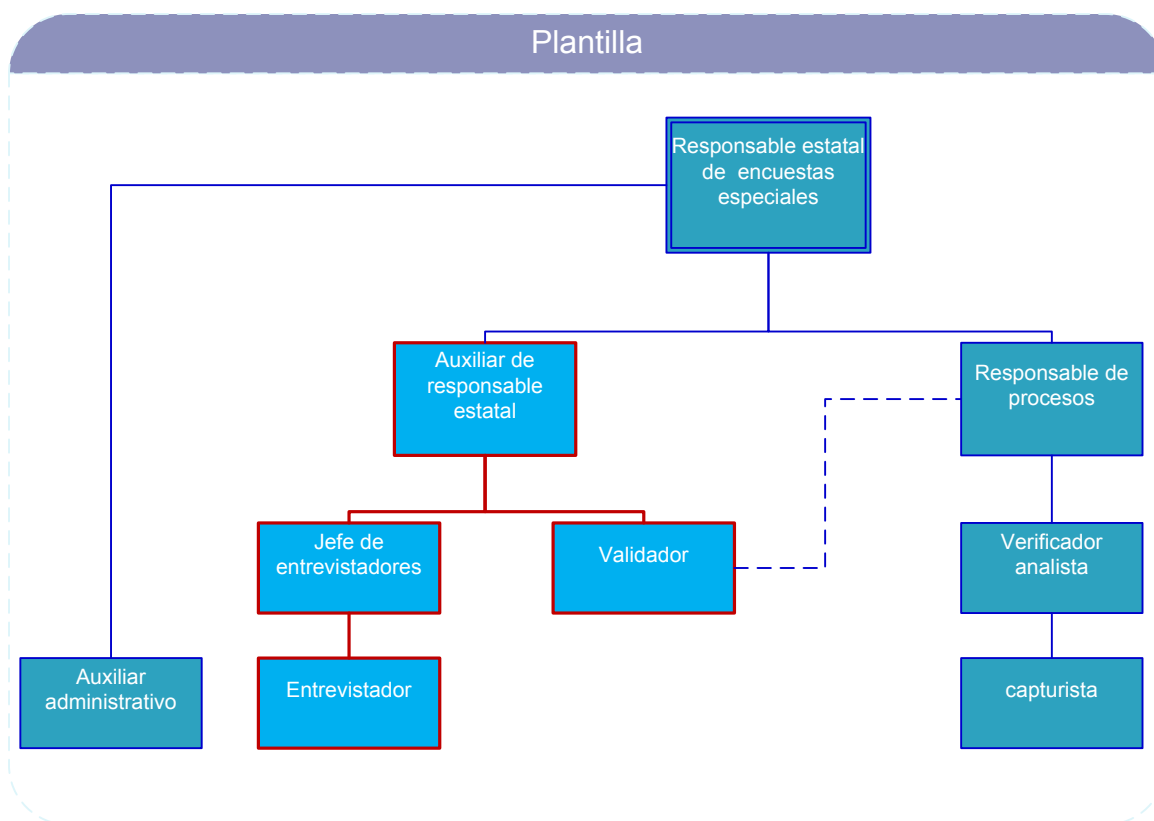 Plantilla
Responsable estatal
de encuestas
especiales
Auxiliar de
responsable
estatal
Responsable de
procesos
Jefe de
entrevistadores
Validador
Verificador
analista
Auxiliar
administrativo
Entrevistador
capturista